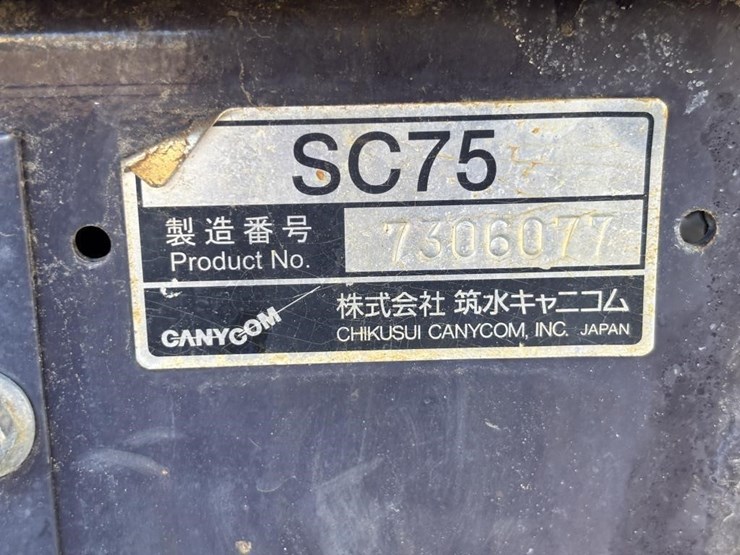 SC75
製造番号 7306077
Product No.
CANYCOM
株式会社 筑水キャニコム
CHIKUSUI CANYCOM, INC. JAPAN